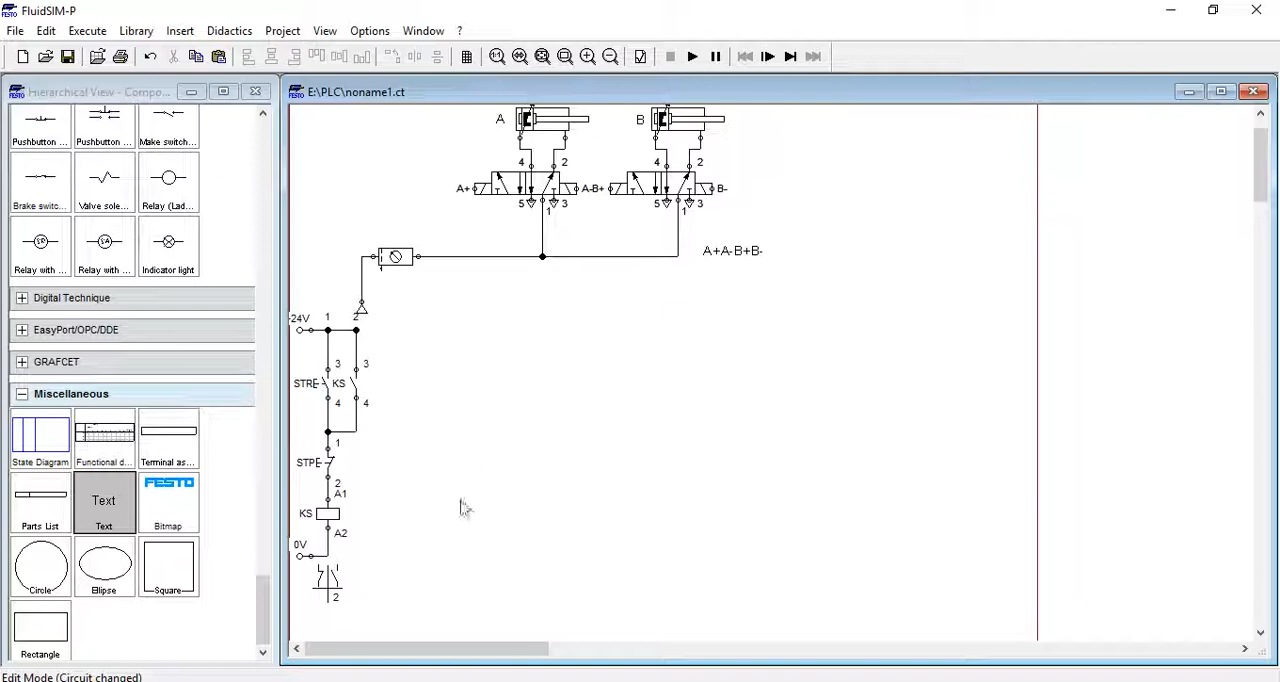 FESTO FluidSIM-P
File Edit Execute Library Insert Didactics Project View Options Window ?
FESTO Hierarchical View - Compo...
FESTO E:\PLC\noname1.ct
Pushbutton ... Pushbutton ... Make switch...
Brake switc... Valve sole... Relay (Lad...
Relay with ... Relay with ... Indicator light
Digital Technique
EasyPort/OPC/DDE
GRAFCET
Miscellaneous
State Diagram Functional d... Terminal as...
Text FESTO
Parts List Text Bitmap
Circle Ellipse Square
Rectangle
A B
4 2 4 2
A+ A- B+ B-
5 1 3 5 1 3
A+A-B+B-
24V 1 2
3 3
STRE KS
4 4
1
STPE
2
A1
KS
A2
0V
2
Edit Mode (Circuit changed)